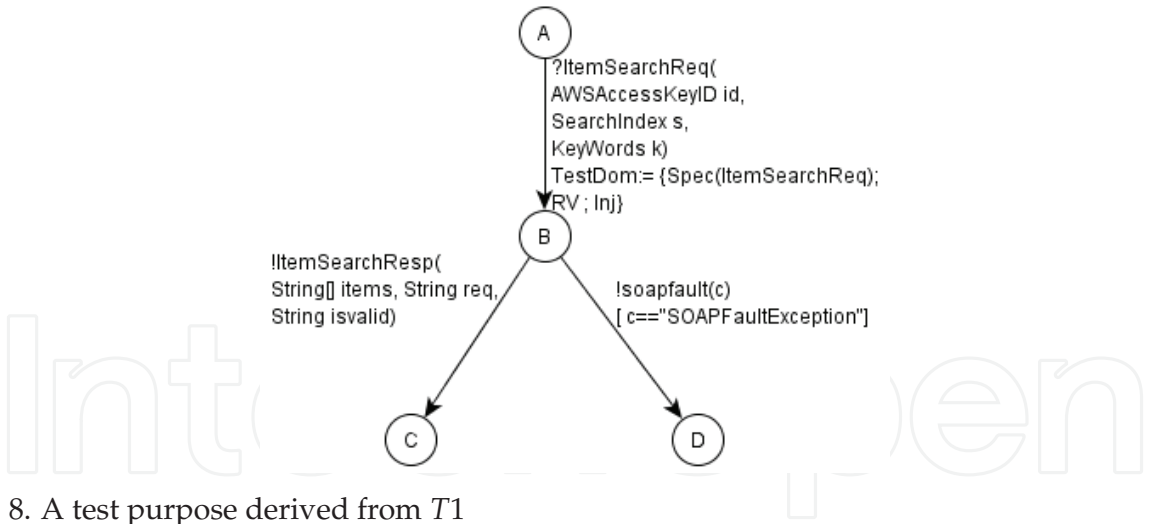 A
?ItemSearchReq(
AWSAccessKeyID id,
SearchIndex s,
KeyWords k)
TestDom:= {Spec(ItemSearchReq);
RV ; Inj}
B
!ItemSearchResp(
String[] items, String req,
String isvalid)
!soapfault(c)
[ c=="SOAPFaultException"]
C
D
8. A test purpose derived from T1